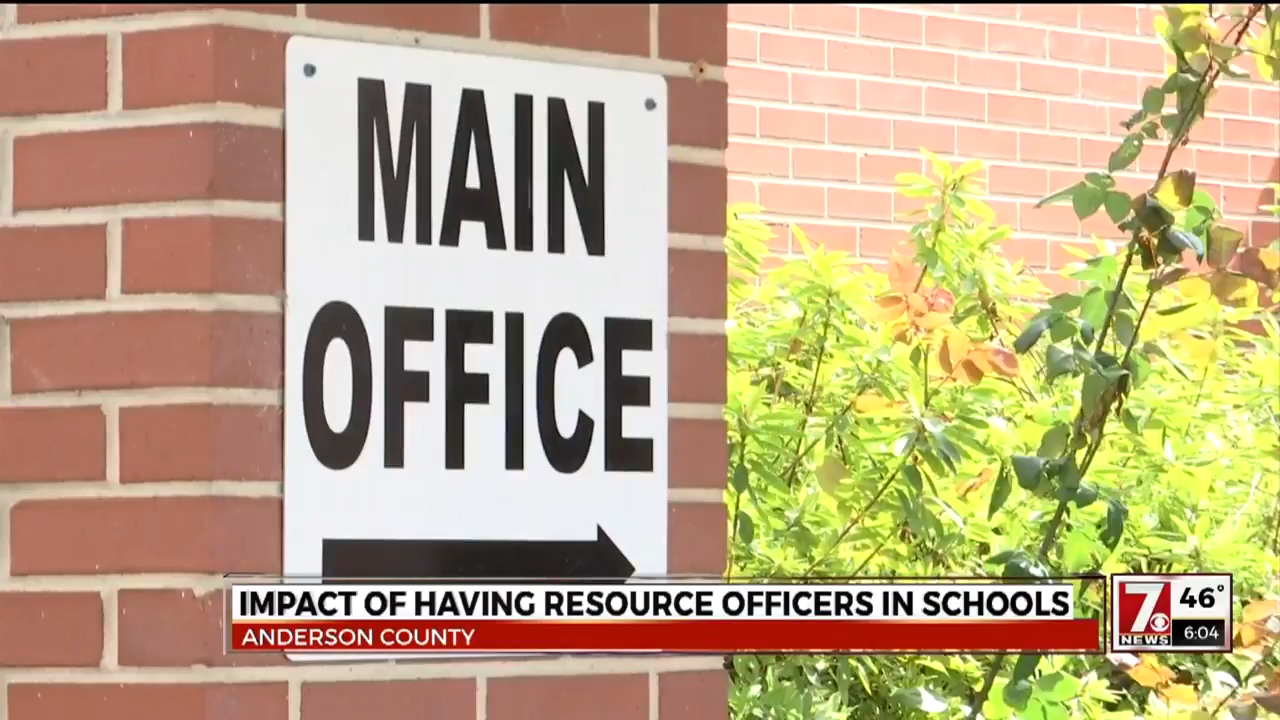 MAIN
OFFICE
IMPACT OF HAVING RESOURCE OFFICERS IN SCHOOLS
ANDERSON COUNTY
7
NEWS
46°
6:04